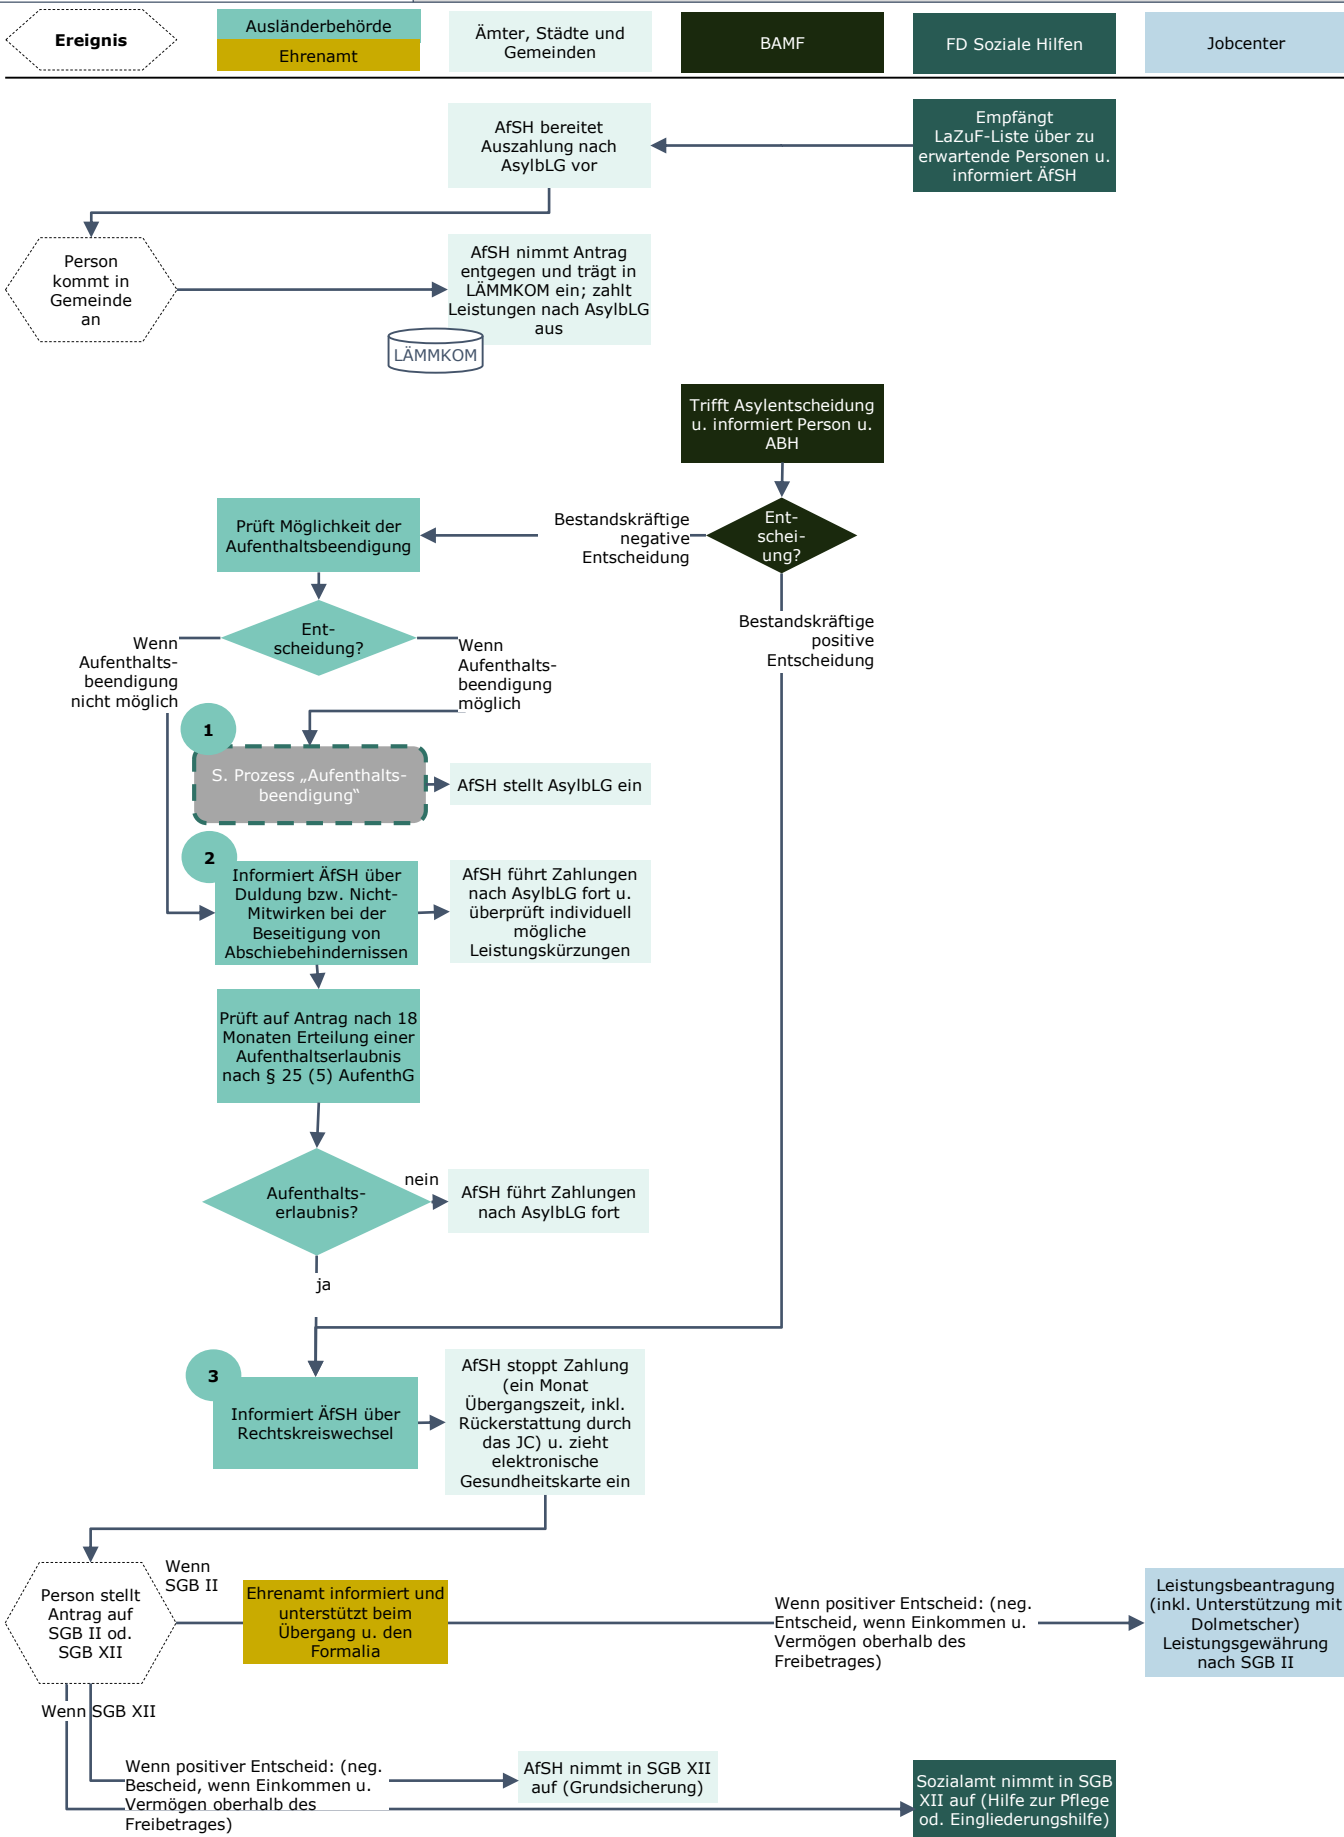 Ereignis
Ausländerbehörde
Ehrenamt
Ämter, Städte und
Gemeinden
BAMF
FD Soziale Hilfen
Jobcenter
AfSH bereitet
Auszahlung nach
AsylbLG vor
Empfängt
LaZuF-Liste über zu
erwartende Personen u.
informiert ÄfSH
Person
kommt in
Gemeinde
an
AfSH nimmt Antrag
entgegen und trägt in
LÄMMKOM ein; zahlt
Leistungen nach AsylbLG
aus
LÄMMKOM
Trifft Asylentscheidung
u. informiert Person u.
ABH
Prüft Möglichkeit der
Aufenthaltsbeendigung
Bestandskräftige
negative
Entscheidung
Ent-
schei-
ung?
Bestandskräftige
positive
Entscheidung
Ent-
scheidung?
Wenn
Aufenthalts-
beendigung
nicht möglich
Wenn
Aufenthalts-
beendigung
möglich
1
S. Prozess „Aufenthalts-
beendigung“
AfSH stellt AsylbLG ein
2
Informiert ÄfSH über
Duldung bzw. Nicht-
Mitwirken bei der
Beseitigung von
Abschiebehindernissen
AfSH führt Zahlungen
nach AsylbLG fort u.
überprüft individuell
mögliche
Leistungskürzungen
Prüft auf Antrag nach 18
Monaten Erteilung einer
Aufenthaltserlaubnis
nach § 25 (5) AufenthG
Aufenthalts-
erlaubnis?
nein
AfSH führt Zahlungen
nach AsylbLG fort
ja
3
Informiert ÄfSH über
Rechtskreiswechsel
AfSH stoppt Zahlung
(ein Monat
Übergangszeit, inkl.
Rückerstattung durch
das JC) u. zieht
elektronische
Gesundheitskarte ein
Person stellt
Antrag auf
SGB II od.
SGB XII
Wenn
SGB II
Ehrenamt informiert und
unterstützt beim
Übergang u. den
Formalia
Wenn positiver Entscheid: (neg.
Entscheid, wenn Einkommen u.
Vermögen oberhalb des
Freibetrages)
Leistungsbeantragung
(inkl. Unterstützung mit
Dolmetscher)
Leistungsgewährung
nach SGB II
Wenn SGB XII
Wenn positiver Entscheid: (neg.
Bescheid, wenn Einkommen u.
Vermögen oberhalb des
Freibetrages)
AfSH nimmt in SGB XII
auf (Grundsicherung)
Sozialamt nimmt in SGB
XII auf (Hilfe zur Pflege
od. Eingliederungshilfe)